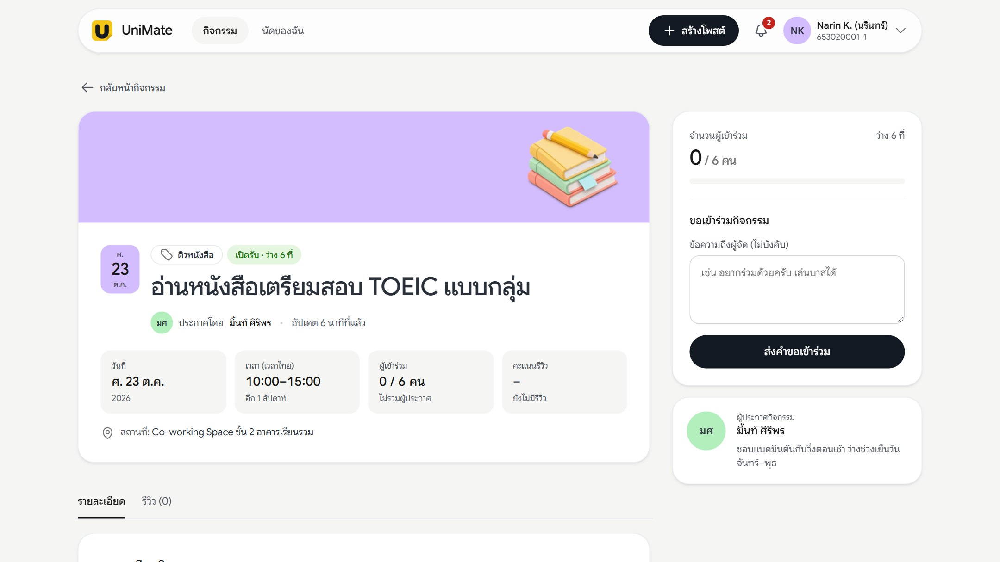 UniMate
กิจกรรม
นัดของฉัน
สร้างโพสต์
2
NK
Narin K. (นรินทร์)
653020001-1
กลับหน้ากิจกรรม
ศ.
23
ต.ค.
ติวหนังสือ
เปิดรับ · ว่าง 6 ที่
อ่านหนังสือเตรียมสอบ TOEIC แบบกลุ่ม
มศ
ประกาศโดย มิ้นท์ ศิริพร • อัปเดต 6 นาทีที่แล้ว
วันที่
ศ. 23 ต.ค.
2026
เวลา (เวลาไทย)
10:00–15:00
อีก 1 สัปดาห์
ผู้เข้าร่วม
0 / 6 คน
ไม่รวมผู้ประกาศ
คะแนนรีวิว
–
ยังไม่มีรีวิว
สถานที่: Co-working Space ชั้น 2 อาคารเรียนรวม
รายละเอียด
รีวิว (0)
จำนวนผู้เข้าร่วม
ว่าง 6 ที่
0 / 6 คน
ขอเข้าร่วมกิจกรรม
ข้อความถึงผู้จัด (ไม่บังคับ)
เช่น อยากร่วมด้วยครับ เล่นบาสได้
ส่งคำขอเข้าร่วม
มศ
ผู้ประกาศกิจกรรม
มิ้นท์ ศิริพร
ชอบแบดมินตันกับวิ่งตอนเช้า ว่างช่วงเย็นวัน
จันทร์–พุธ